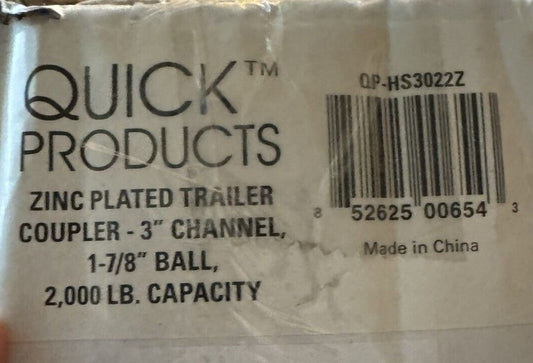 QUICK™
PRODUCTS
ZINC PLATED TRAILER
COUPLER - 3" CHANNEL,
1-7/8" BALL,
2,000 LB. CAPACITY
QP-HS3022Z
8 52625 00654 3
Made in China